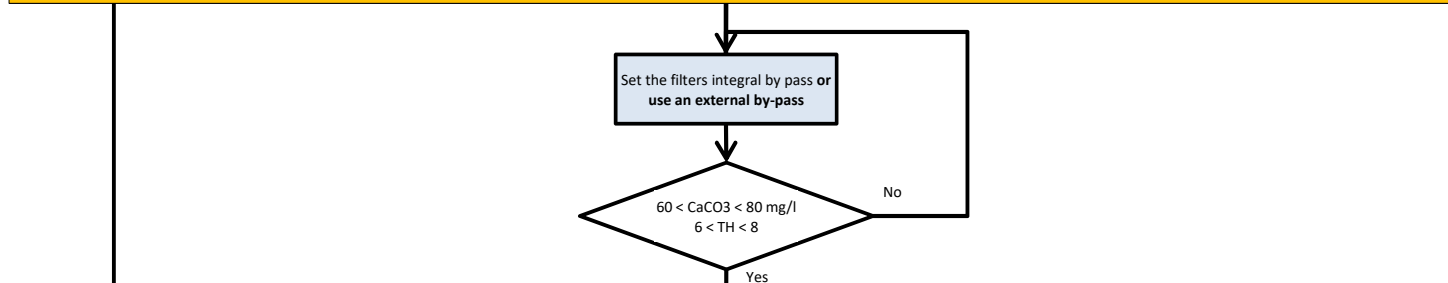 Set the filters integral by pass or
use an external by-pass
No
60 < CaCO3 < 80 mg/l
6 < TH < 8
Yes